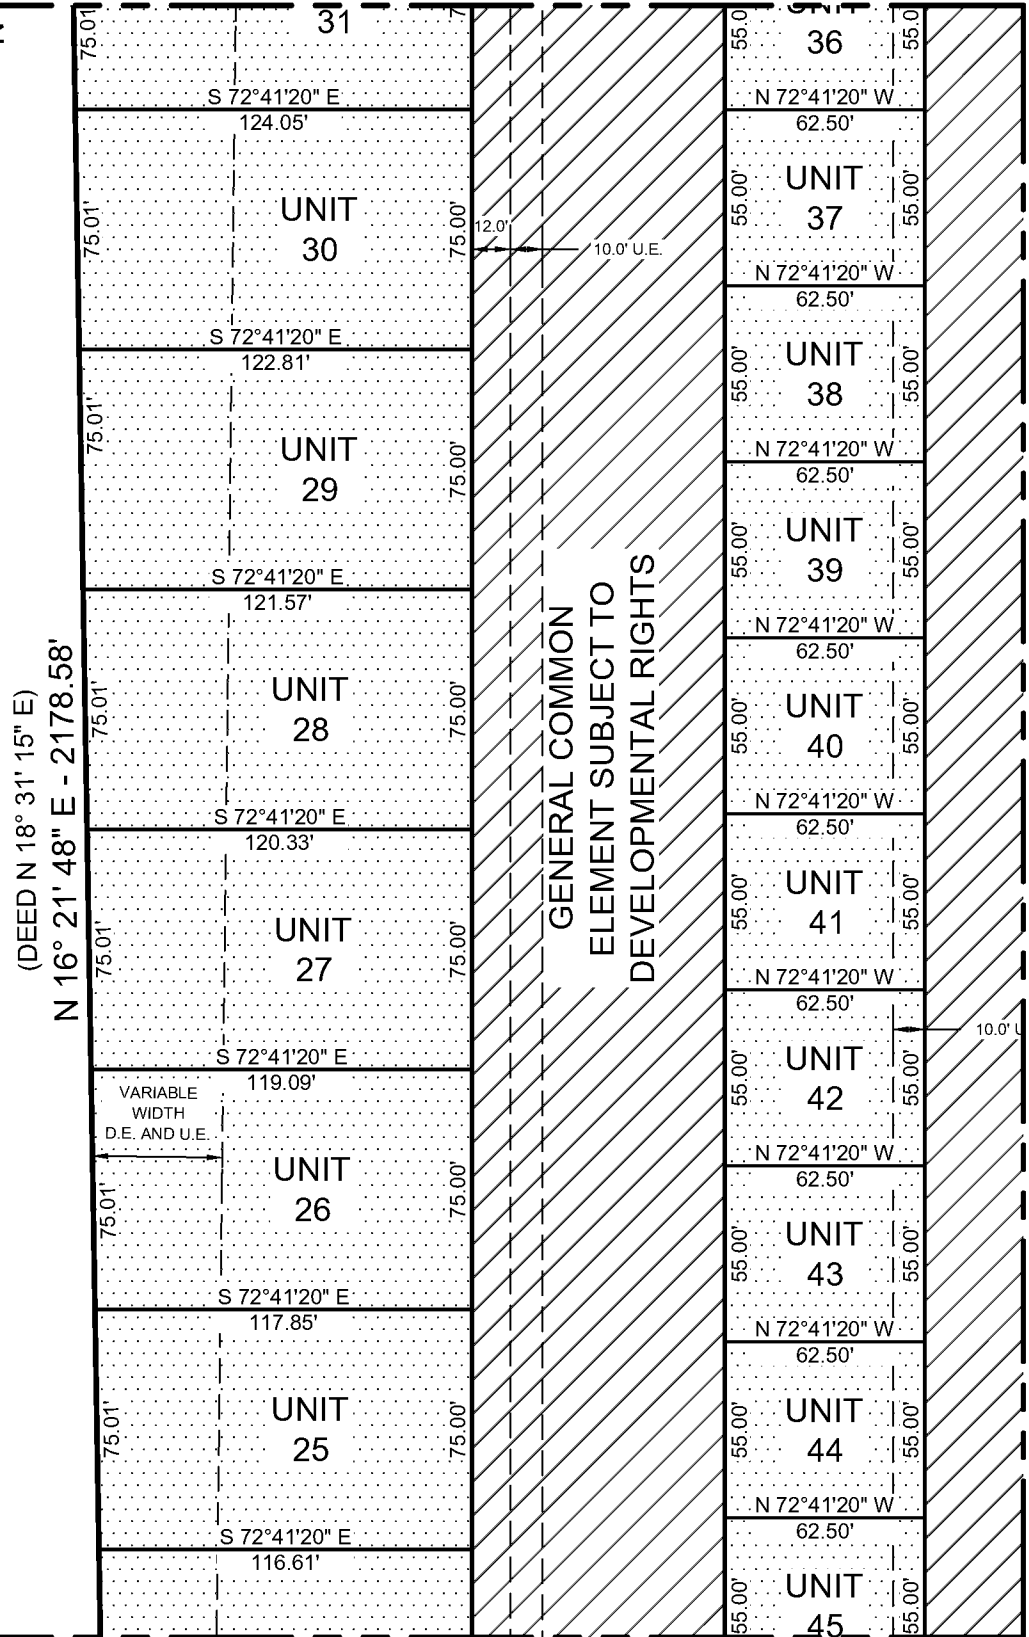 75.01'
31
S 72°41'20" E
124.05'
75.01'
UNIT
30
75.00'
S 72°41'20" E
122.81'
75.01'
UNIT
29
75.00'
S 72°41'20" E
121.57'
75.01'
UNIT
28
75.00'
S 72°41'20" E
120.33'
75.01'
UNIT
27
75.00'
S 72°41'20" E
119.09'
VARIABLE
WIDTH
D.E. AND U.E.
75.01'
UNIT
26
75.00'
S 72°41'20" E
117.85'
75.01'
UNIT
25
75.00'
S 72°41'20" E
116.61'
(DEED N 18° 31' 15" E)
N 16° 21' 48" E - 2178.58'
12.0'
10.0' U.E.
GENERAL COMMON
ELEMENT SUBJECT TO
DEVELOPMENTAL RIGHTS
55.0
UNIT
36
55.0
N 72°41'20" W
62.50'
55.00'
UNIT
37
55.00'
N 72°41'20" W
62.50'
55.00'
UNIT
38
55.00'
N 72°41'20" W
62.50'
55.00'
UNIT
39
55.00'
N 72°41'20" W
62.50'
55.00'
UNIT
40
55.00'
N 72°41'20" W
62.50'
55.00'
UNIT
41
55.00'
N 72°41'20" W
62.50'
10.0'
55.00'
UNIT
42
55.00'
N 72°41'20" W
62.50'
55.00'
UNIT
43
55.00'
N 72°41'20" W
62.50'
55.00'
UNIT
44
55.00'
N 72°41'20" W
62.50'
55.00'
UNIT
45
55.00'